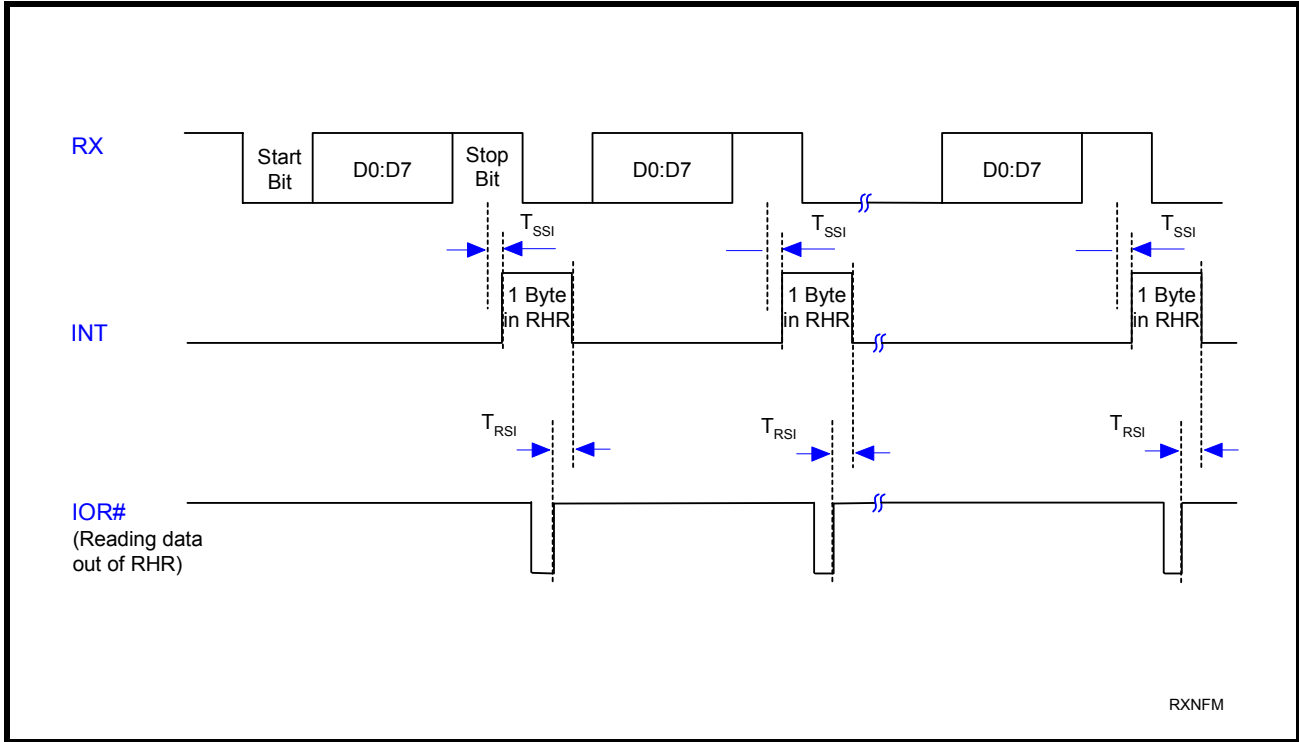 RX
Start
Bit
D0:D7
Stop
Bit
D0:D7
D0:D7
TSSI
TSSI
TSSI
INT
1 Byte
in RHR
1 Byte
in RHR
1 Byte
in RHR
TRSI
TRSI
TRSI
IOR#
(Reading data
out of RHR)
RXNFM